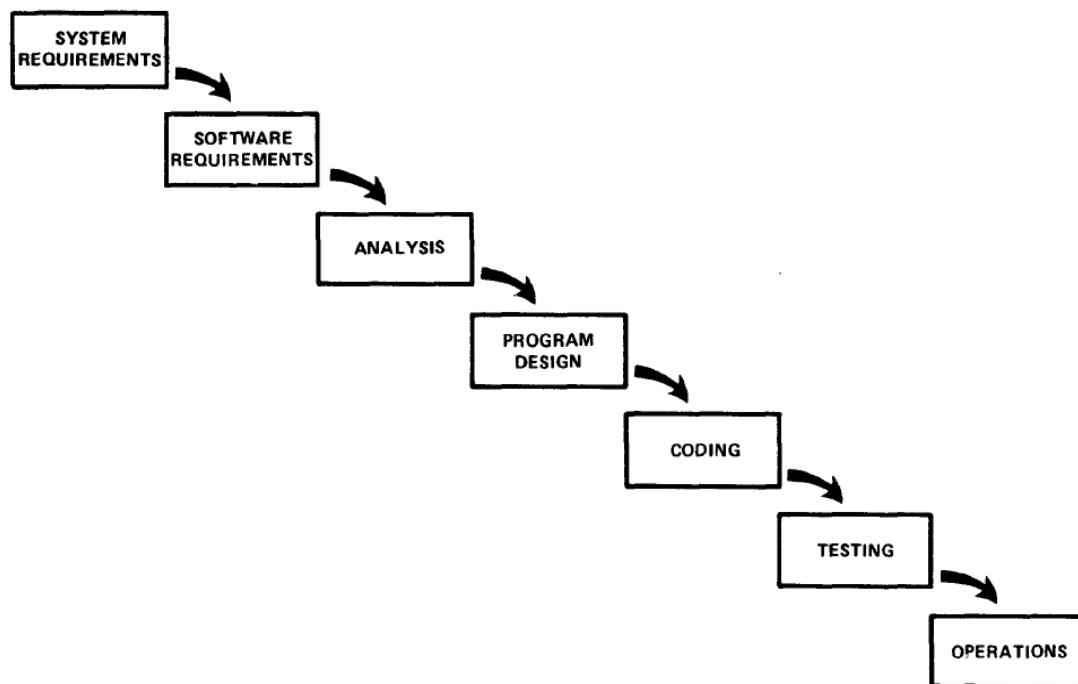 SYSTEM
REQUIREMENTS
SOFTWARE
REQUIREMENTS
ANALYSIS
PROGRAM
DESIGN
CODING
TESTING
OPERATIONS